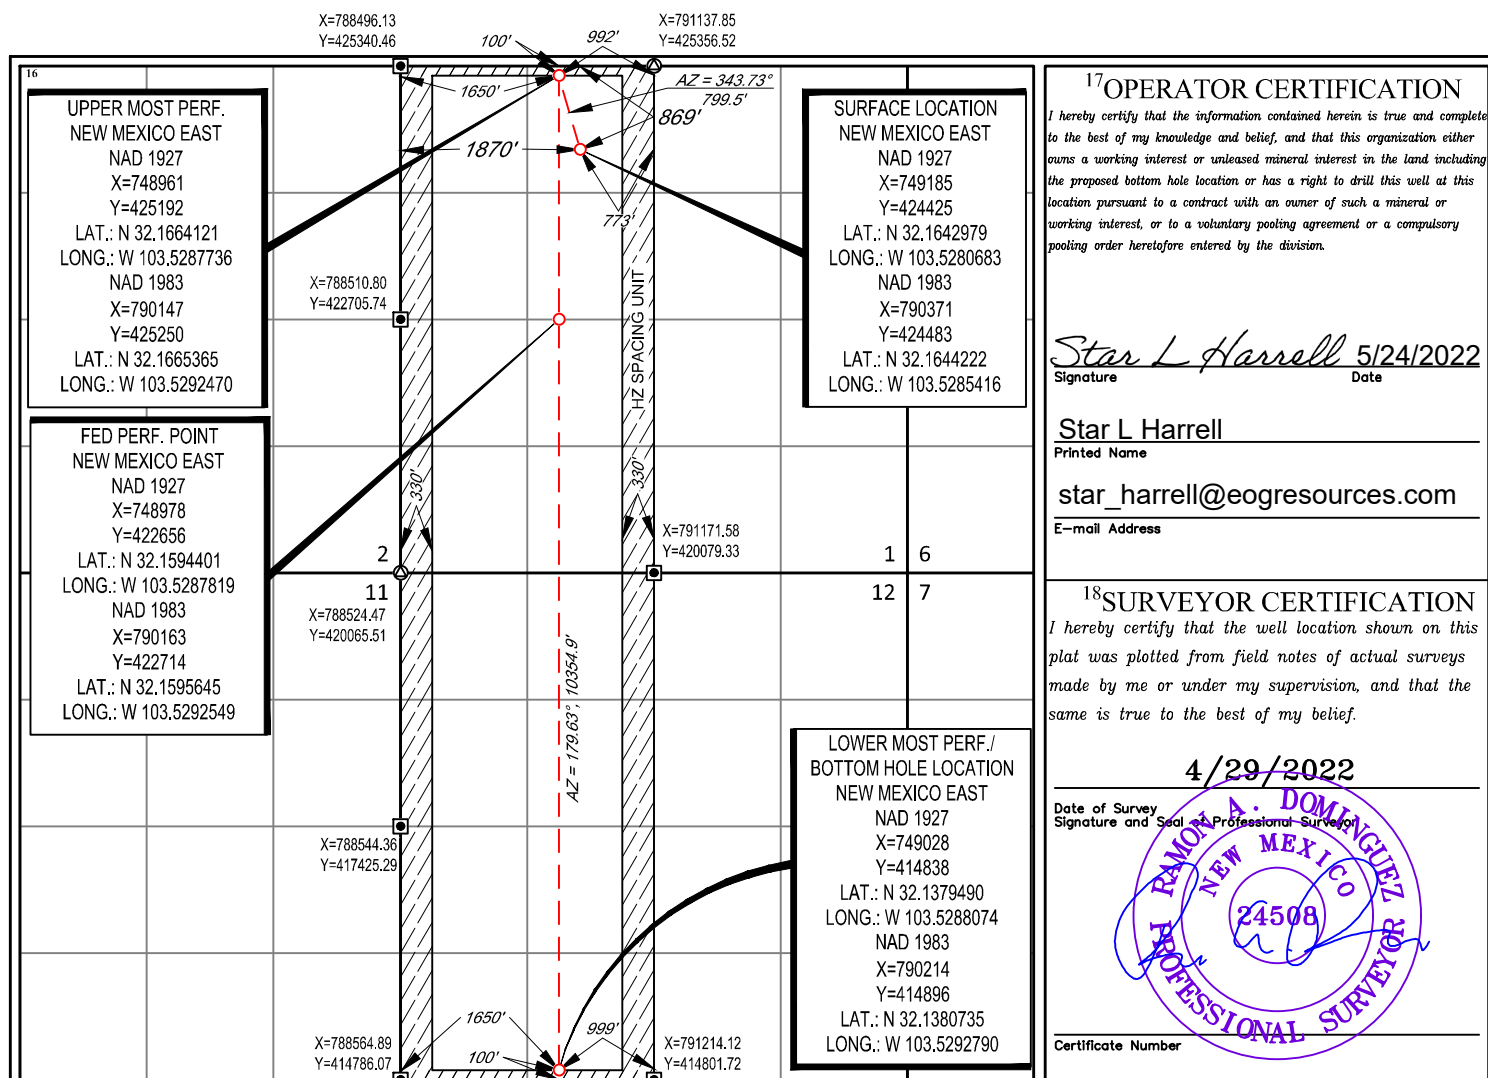 X=788496.13
Y=425340.46
X=791137.85
Y=425356.52
100'
992'
16
1650'
AZ = 343.73°
799.5'
869'
1870'
773'
UPPER MOST PERF.
NEW MEXICO EAST
NAD 1927
X=748961
Y=425192
LAT.: N 32.1664121
LONG.: W 103.5287736
NAD 1983
X=790147
Y=425250
LAT.: N 32.1665365
LONG.: W 103.5292470
SURFACE LOCATION
NEW MEXICO EAST
NAD 1927
X=749185
Y=424425
LAT.: N 32.1642979
LONG.: W 103.5280683
NAD 1983
X=790371
Y=424483
LAT.: N 32.1644222
LONG.: W 103.5285416
X=788510.80
Y=422705.74
HZ SPACING UNIT
FED PERF. POINT
NEW MEXICO EAST
NAD 1927
X=748978
Y=422656
LAT.: N 32.1594401
LONG.: W 103.5287819
NAD 1983
X=790163
Y=422714
LAT.: N 32.1595645
LONG.: W 103.5292549
330'
330'
X=791171.58
Y=420079.33
2
1
6
11
12
7
X=788524.47
Y=420065.51
AZ = 179.63°, 10354.9'
LOWER MOST PERF./
BOTTOM HOLE LOCATION
NEW MEXICO EAST
NAD 1927
X=749028
Y=414838
LAT.: N 32.1379490
LONG.: W 103.5288074
NAD 1983
X=790214
Y=414896
LAT.: N 32.1380735
LONG.: W 103.5292790
X=788544.36
Y=417425.29
1650'
999'
100'
X=788564.89
Y=414786.07
X=791214.12
Y=414801.72
17OPERATOR CERTIFICATION
I hereby certify that the information contained herein is true and complete
to the best of my knowledge and belief, and that this organization either
owns a working interest or unleased mineral interest in the land including
the proposed bottom hole location or has a right to drill this well at this
location pursuant to a contract with an owner of such a mineral or
working interest, or to a voluntary pooling agreement or a compulsory
pooling order heretofore entered by the division.
Star L Harrell 5/24/2022
Signature Date
Star L Harrell
Printed Name
star_harrell@eogresources.com
E-mail Address
18SURVEYOR CERTIFICATION
I hereby certify that the well location shown on this
plat was plotted from field notes of actual surveys
made by me or under my supervision, and that the
same is true to the best of my belief.
4/29/2022
Date of Survey
Signature and Seal of Professional Surveyor
RAMON A. DOMINGUEZ
NEW MEXICO
24508
PROFESSIONAL SURVEYOR
Certificate Number